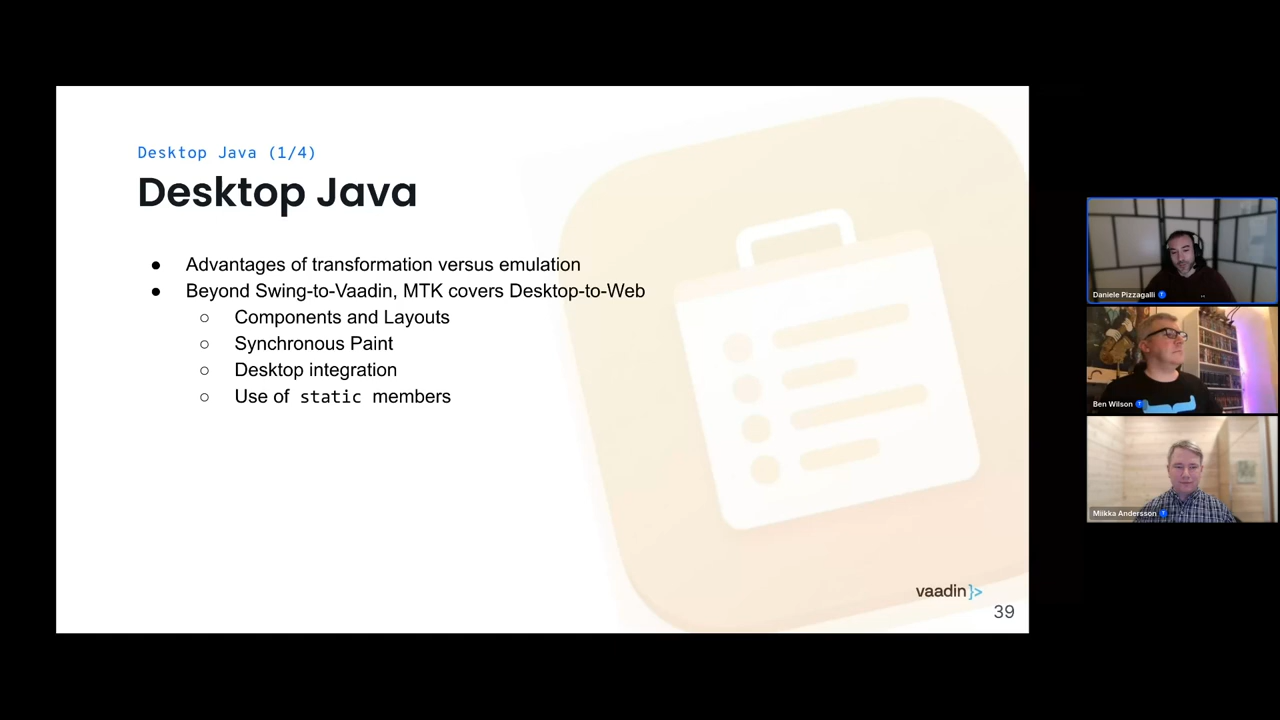 Desktop Java (1/4)
Desktop Java
● Advantages of transformation versus emulation
● Beyond Swing-to-Vaadin, MTK covers Desktop-to-Web
○ Components and Layouts
○ Synchronous Paint
○ Desktop integration
○ Use of static members
vaadin}>
39
Daniele Pizzagalli
Ben Wilson
Miikka Andersson